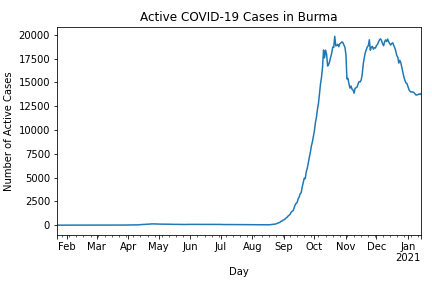 Active COVID-19 Cases in Burma
Number of Active Cases
20000
17500
15000
12500
10000
7500
5000
2500
0
Feb Mar Apr May Jun Jul Aug Sep Oct Nov Dec Jan
2021
Day